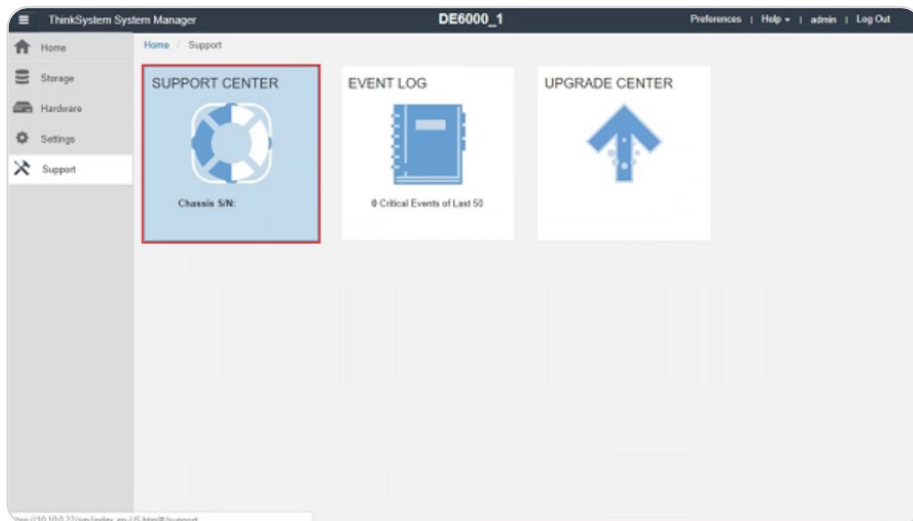 ThinkSystem System Manager
DE6000_1
Preferences | Help | admin | Log Out
Home
Storage
Hardware
Settings
Support
Home / Support
SUPPORT CENTER
Chassis S/N:
EVENT LOG
0 Critical Events of Last 50
UPGRADE CENTER